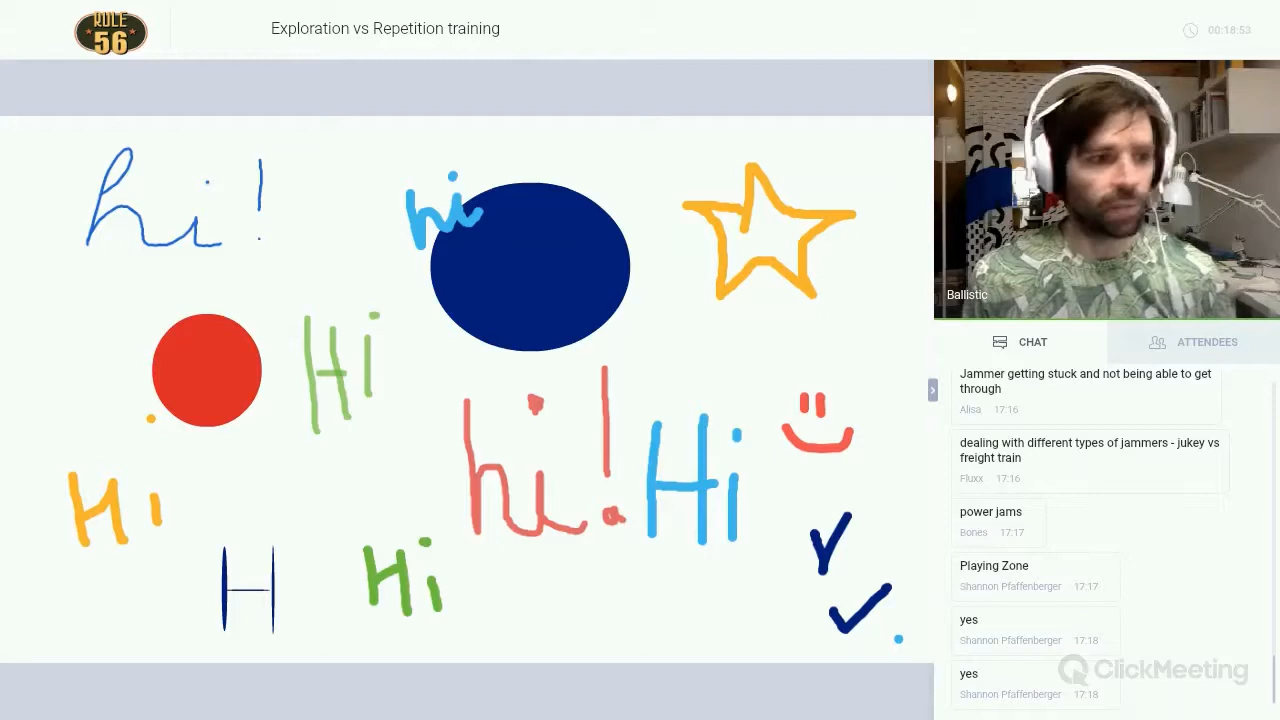 RULE
56
Exploration vs Repetition training
00:18:53
hi!
hi
Hi
hi!
Hi
Hi
H
Hi
Ballistic
CHAT
ATTENDEES
Jammer getting stuck and not being able to get
through
Alisa 17:16
dealing with different types of jammers - jukey vs
freight train
Fluxx 17:16
power jams
Bones 17:17
Playing Zone
Shannon Pfaffenberger 17:17
yes
Shannon Pfaffenberger 17:18
yes
Shannon Pfaffenberger 17:18
ClickMeeting